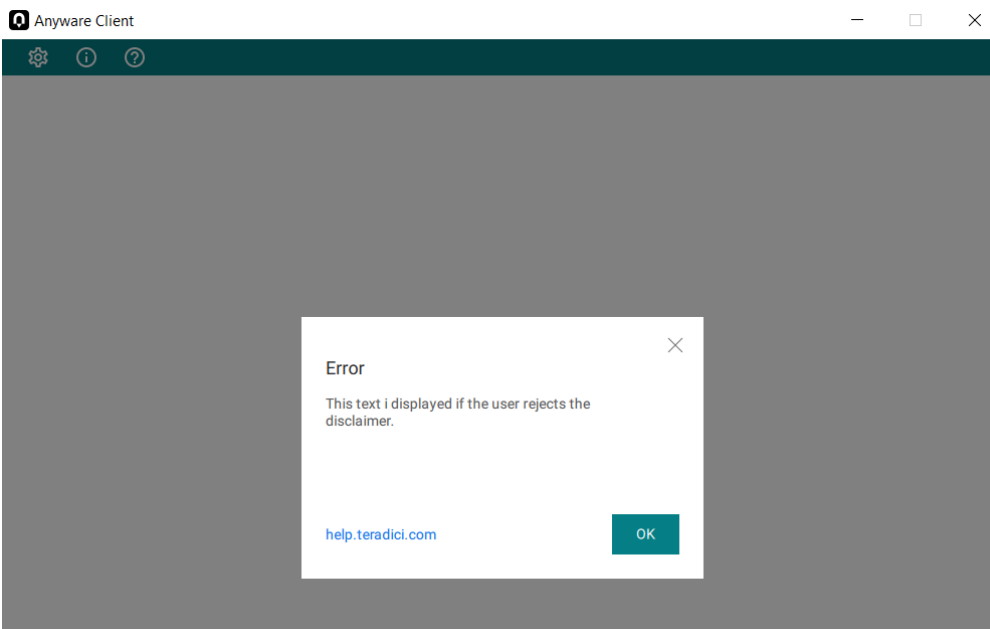 Anyware Client
Error
This text i displayed if the user rejects the
disclaimer.
help.teradici.com
OK